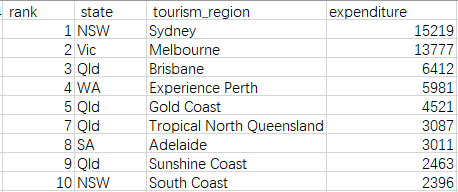 rank state tourism_region expenditure
1 NSW Sydney 15219
2 Vic Melbourne 13777
3 Qld Brisbane 6412
4 WA Experience Perth 5981
5 Qld Gold Coast 4521
7 Qld Tropical North Queensland 3087
8 SA Adelaide 3011
9 Qld Sunshine Coast 2463
10 NSW South Coast 2396